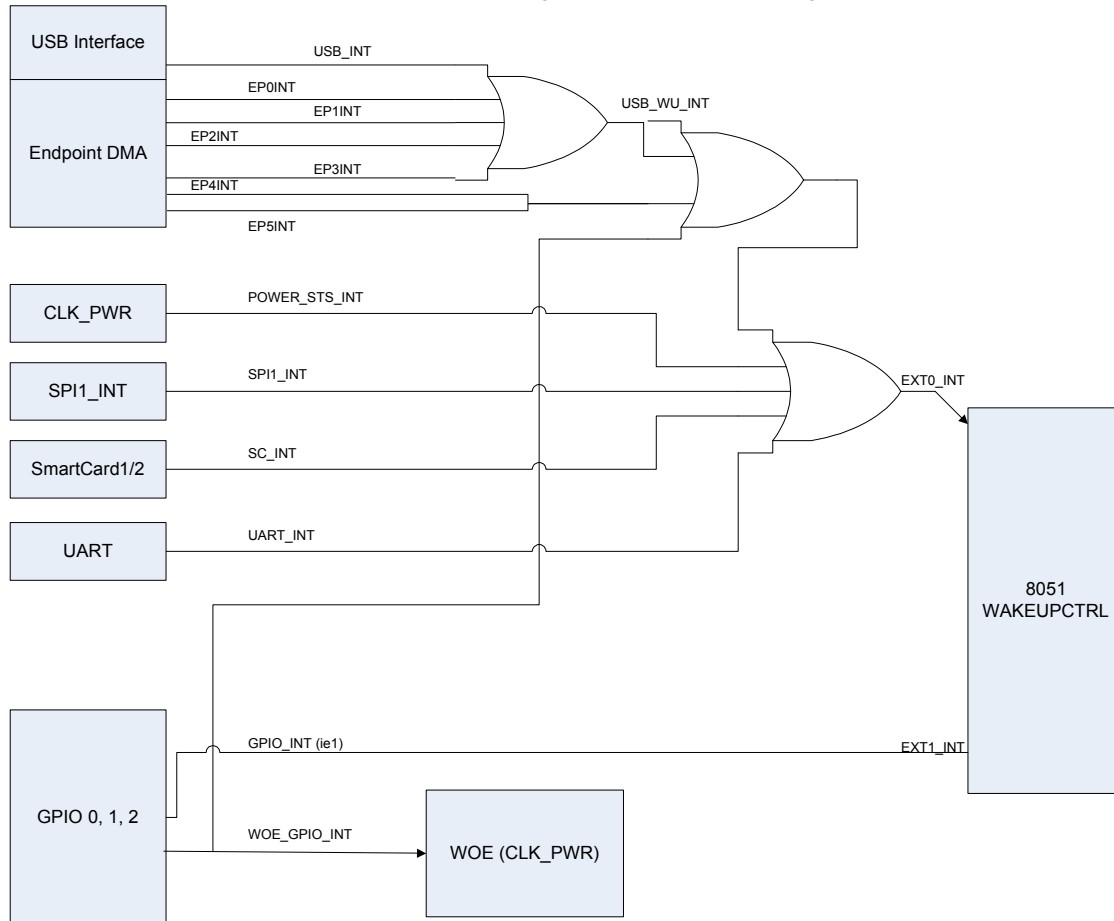 USB Interface
USB_INT
EP0INT
USB_WU_INT
EP1INT
EP2INT
Endpoint DMA
EP3INT
EP4INT
EP5INT
POWER_STS_INT
CLK_PWR
SPI1_INT
SPI1_INT
EXT0_INT
SC_INT
SmartCard1/2
UART_INT
UART
8051
WAKEUPCTRL
GPIO_INT (ie1)
EXT1_INT
GPIO 0, 1, 2
WOE_GPIO_INT
WOE (CLK_PWR)